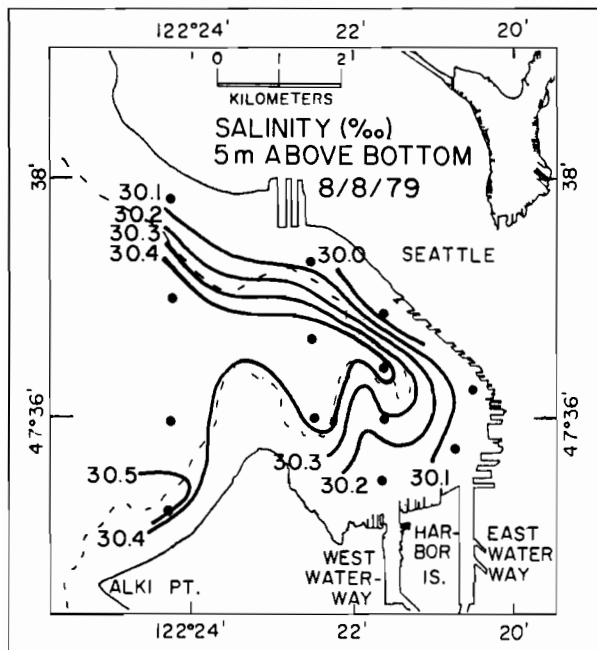 122°24' 22' 20'
0 1 2
KILOMETERS
SALINITY (‰)
5m ABOVE BOTTOM
8/8/79
38' 38'
30.1
30.2
30.3
30.4
30.0
SEATTLE
47°36' 36'
30.5
30.4
30.3
30.2
30.1
ALKI PT.
WEST
WATER-
WAY
HAR-
BOR
IS.
EAST
WATER
WAY
122°24' 22' 20'